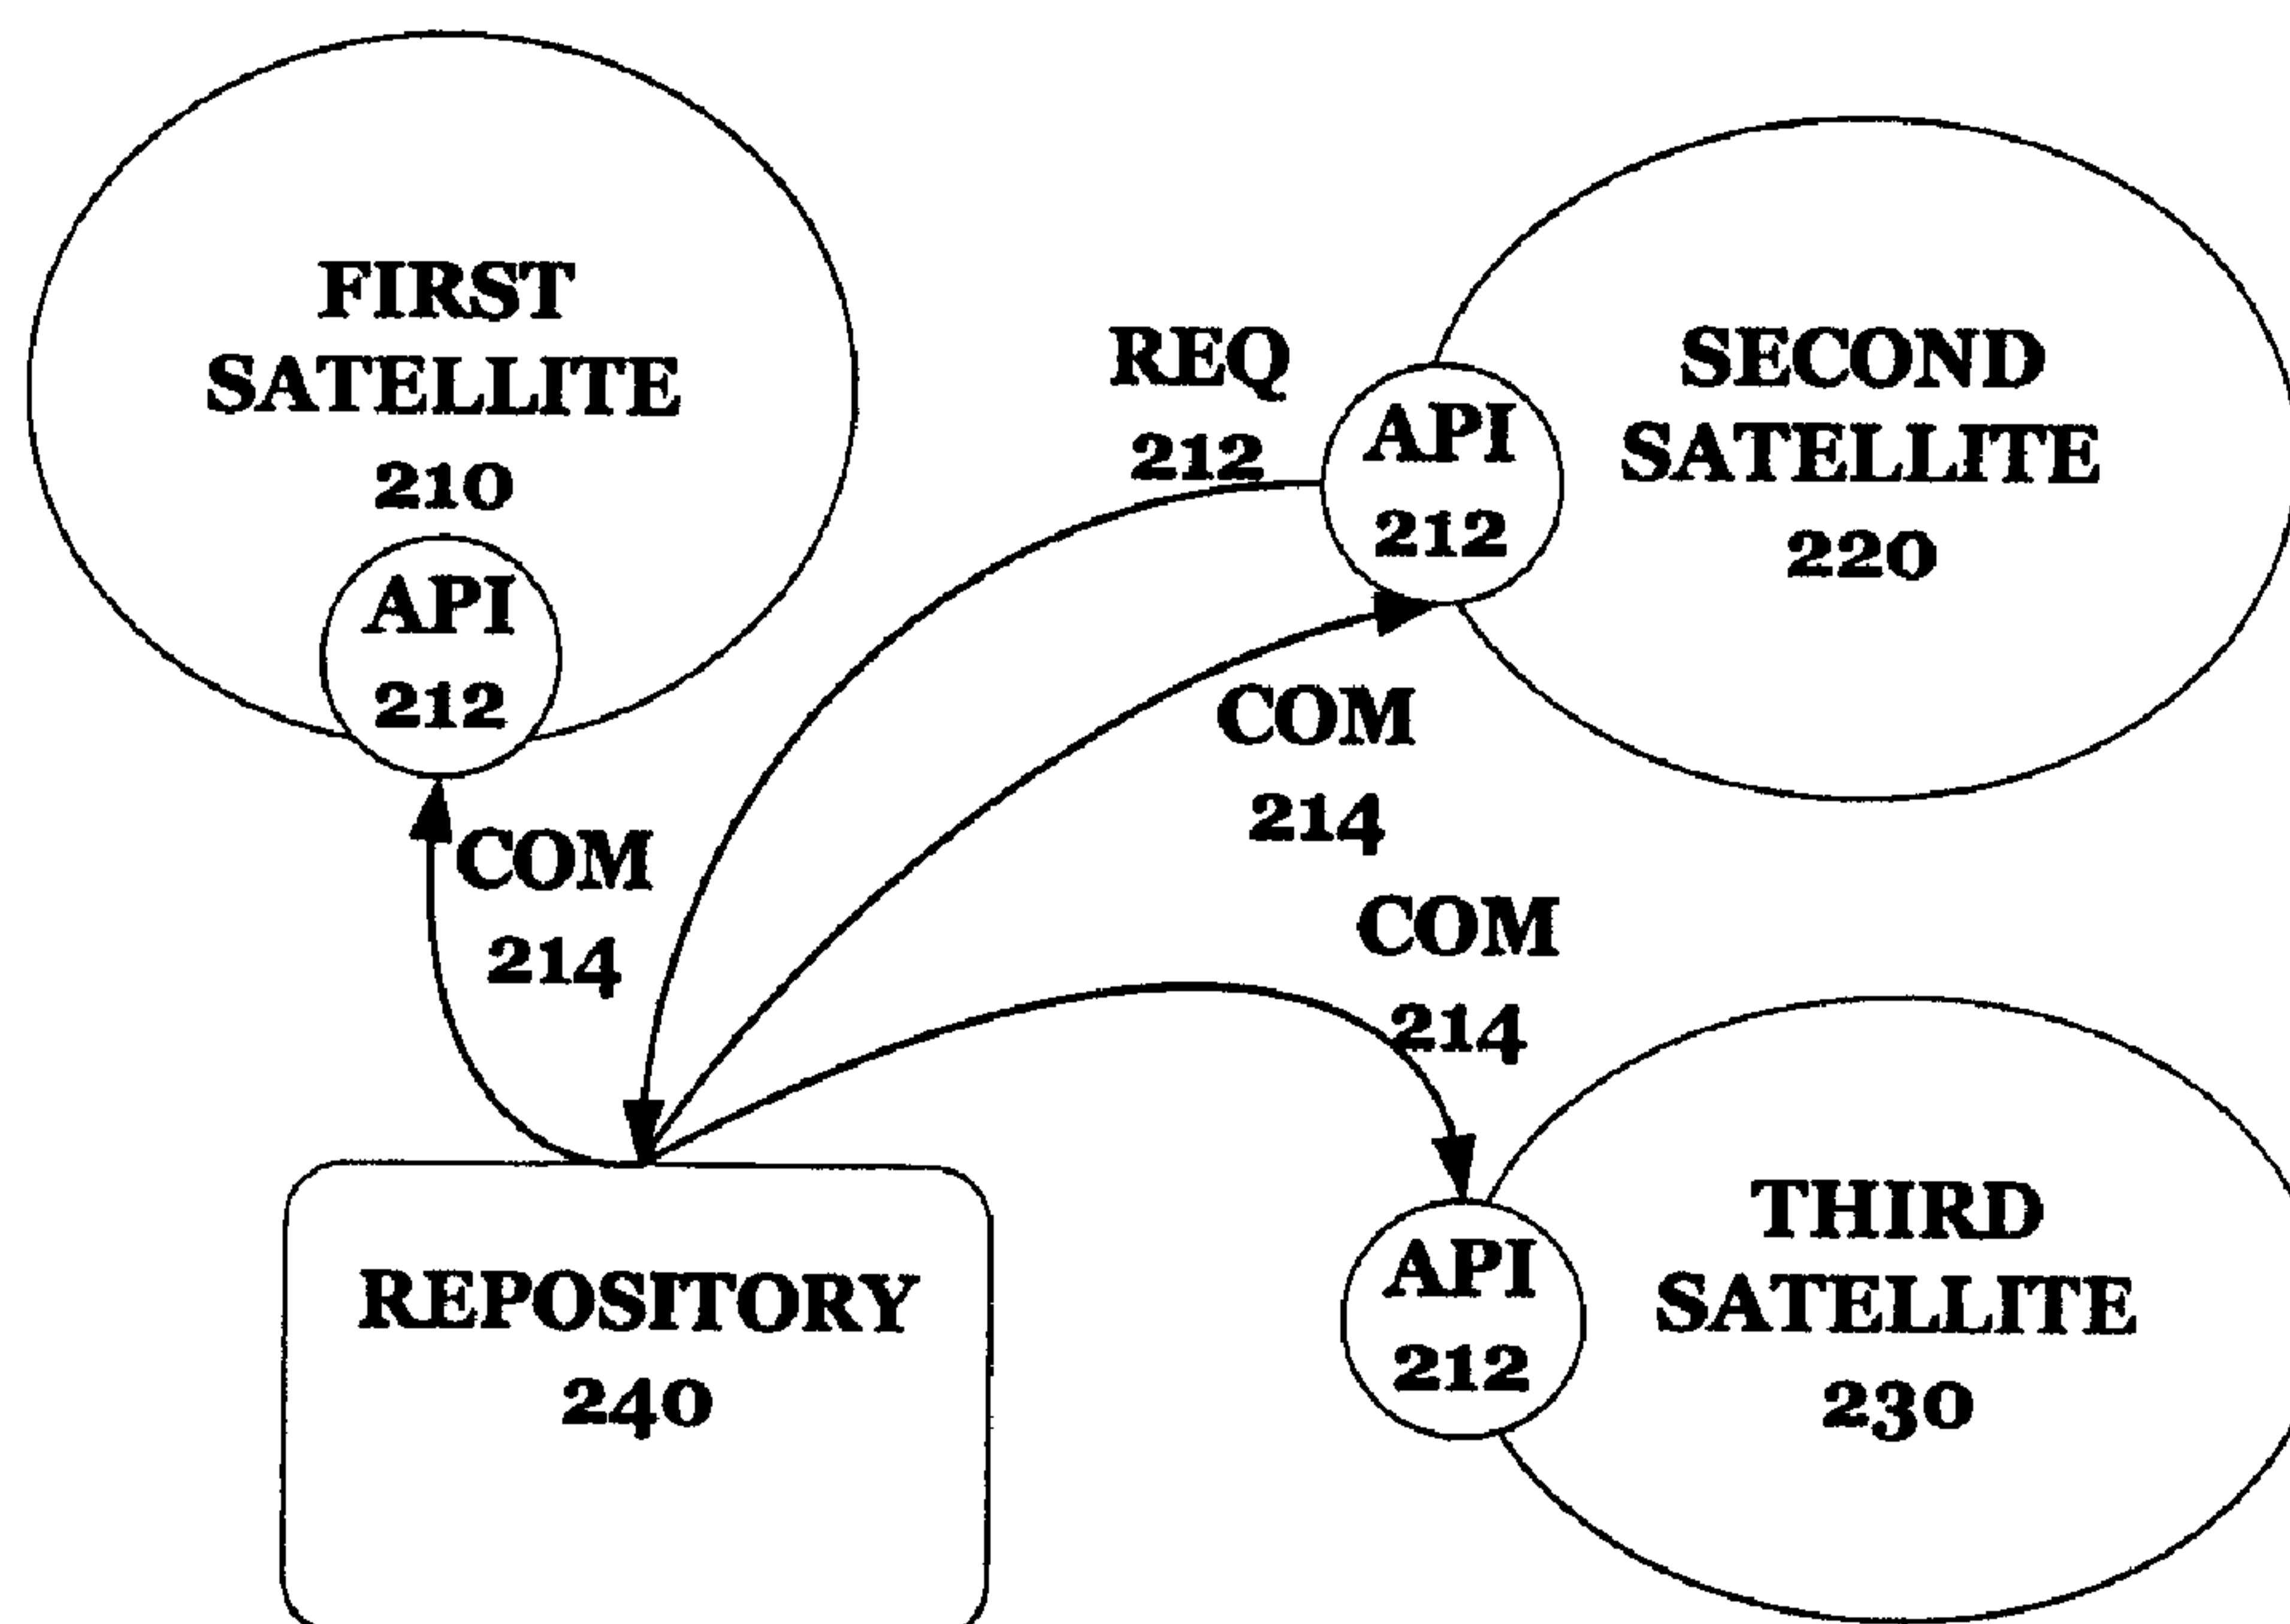 FIRST
SATELLITE
210
API
212
REQ
212
API
212
SECOND
SATELLITE
220
COM
214
COM
214
COM
214
REPOSITORY
240
API
212
THIRD
SATELLITE
230